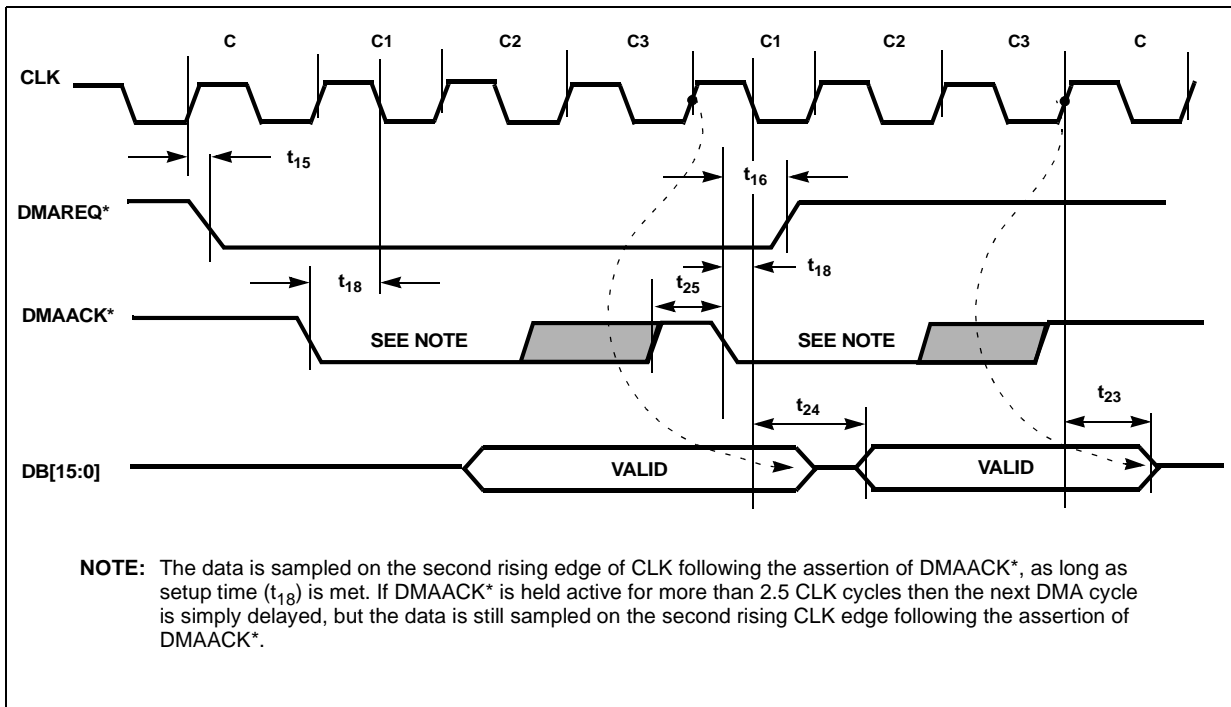 C C1 C2 C3 C1 C2 C3 C
CLK
t15 t16
DMAREQ*
t18 t25 t18
DMAACK* SEE NOTE SEE NOTE
t24 t23
DB[15:0] VALID VALID
NOTE: The data is sampled on the second rising edge of CLK following the assertion of DMAACK*, as long as
setup time (t18) is met. If DMAACK* is held active for more than 2.5 CLK cycles then the next DMA cycle
is simply delayed, but the data is still sampled on the second rising CLK edge following the assertion of
DMAACK*.